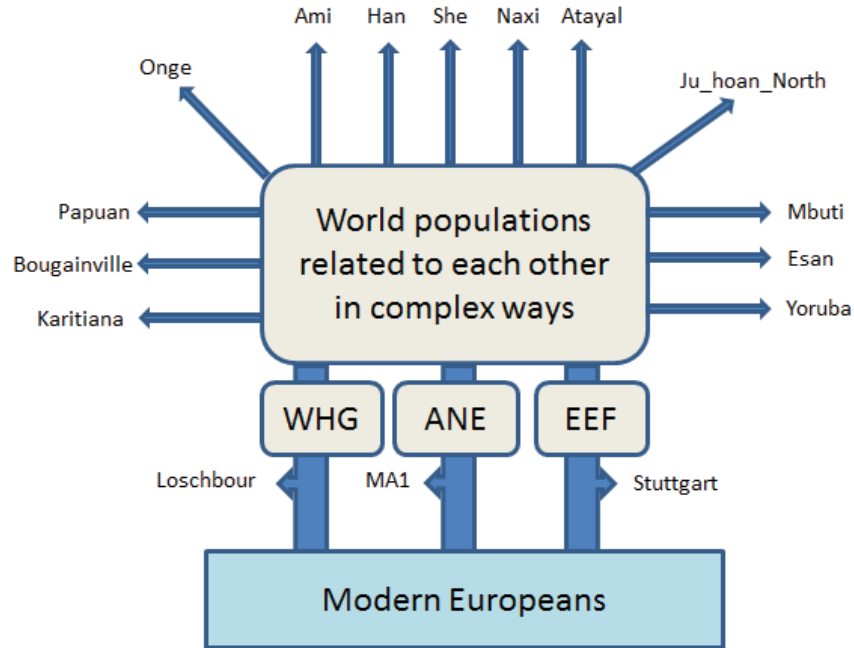 Ami Han She Naxi Atayal
Onge
Ju_hoan_North
World populations
related to each other
in complex ways
Papuan
Bougainville
Karitiana
Mbuti
Esan
Yoruba
WHG ANE EEF
Loschbour MA1 Stuttgart
Modern Europeans